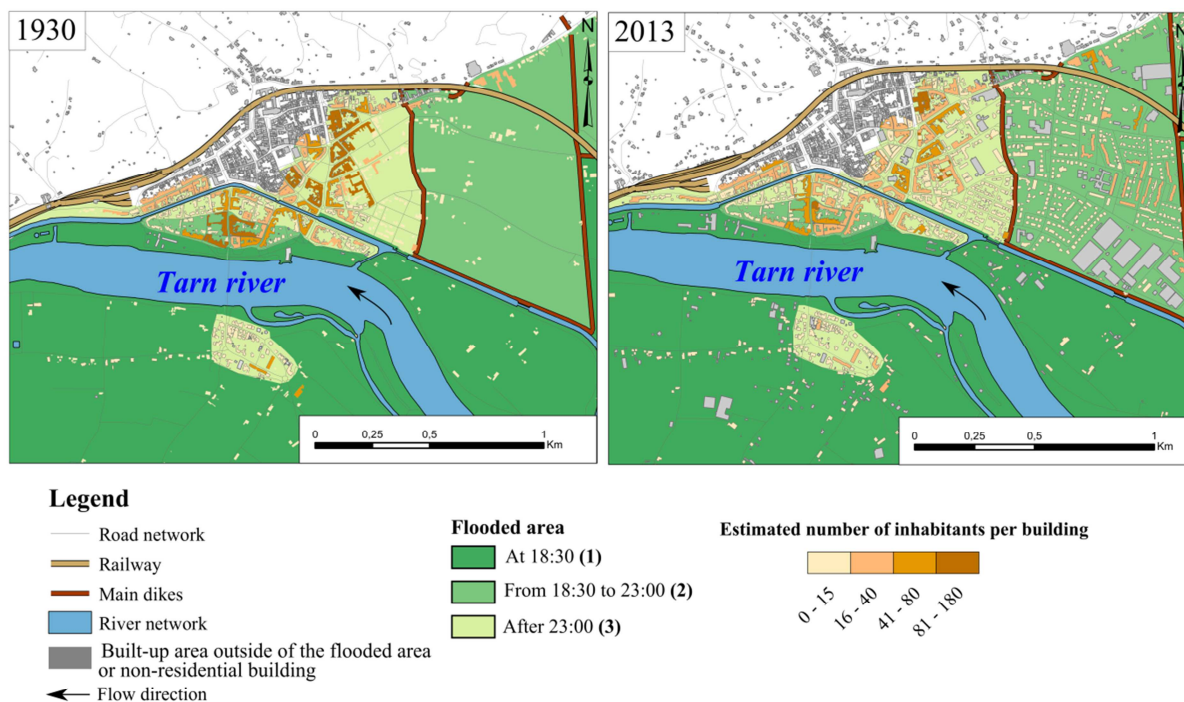 1930
N
Tarn river
0
0,25
0,5
1
Km
2013
N
Tarn river
0
0,25
0,5
1
Km
Legend
Road network
Railway
Main dikes
River network
Built-up area outside of the flooded area
or non-residential building
Flow direction
Flooded area
At 18:30 (1)
From 18:30 to 23:00 (2)
After 23:00 (3)
Estimated number of inhabitants per building
0 - 15
16 - 40
41 - 80
81 - 180